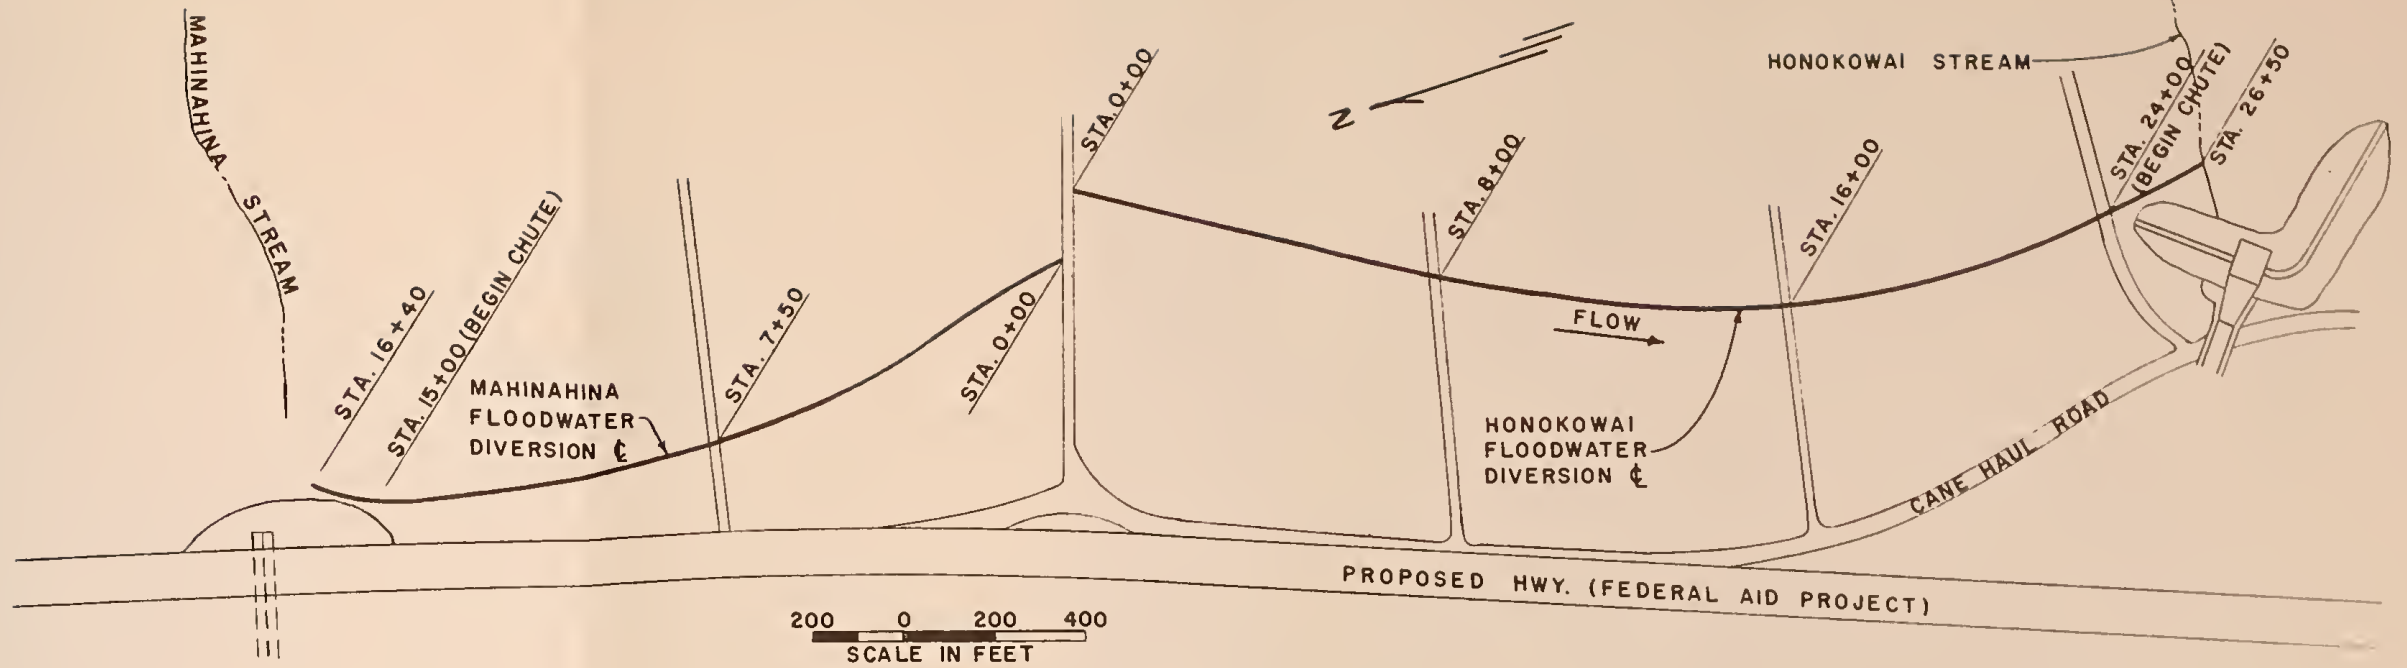 MAHINAHINA STREAM
STA. 16+40
STA. 15+00 (BEGIN CHUTE)
MAHINAHINA
FLOODWATER
DIVERSION ℄
STA. 7+50
STA. 0+00
STA. 0+00
N
STA. 8+00
FLOW
HONOKOWAI
FLOODWATER
DIVERSION ℄
STA. 16+00
HONOKOWAI STREAM
STA. 24+00
(BEGIN CHUTE)
STA. 26+50
CANE HAUL ROAD
PROPOSED HWY. (FEDERAL AID PROJECT)
200 0 200 400
SCALE IN FEET